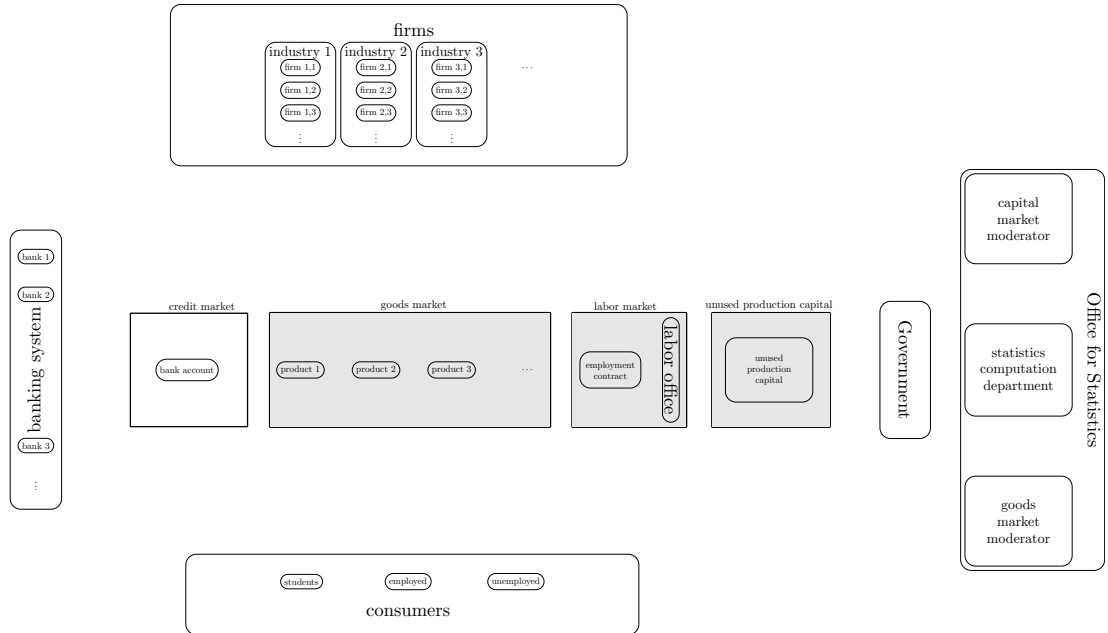 firms
industry 1 industry 2 industry 3
firm 1,1 firm 2,1 firm 3,1 ...
firm 1,2 firm 2,2 firm 3,2
firm 1,3 firm 2,3 firm 3,3
⋮ ⋮ ⋮
banking system
bank 1
bank 2
bank 3
⋮
credit market
bank account
goods market
product 1 product 2 product 3 ...
labor market
employment
contract
labor office
unused production capital
unused
production
capital
Government
Office for Statistics
capital
market
moderator
statistics
computation
department
goods
market
moderator
students employed unemployed
consumers